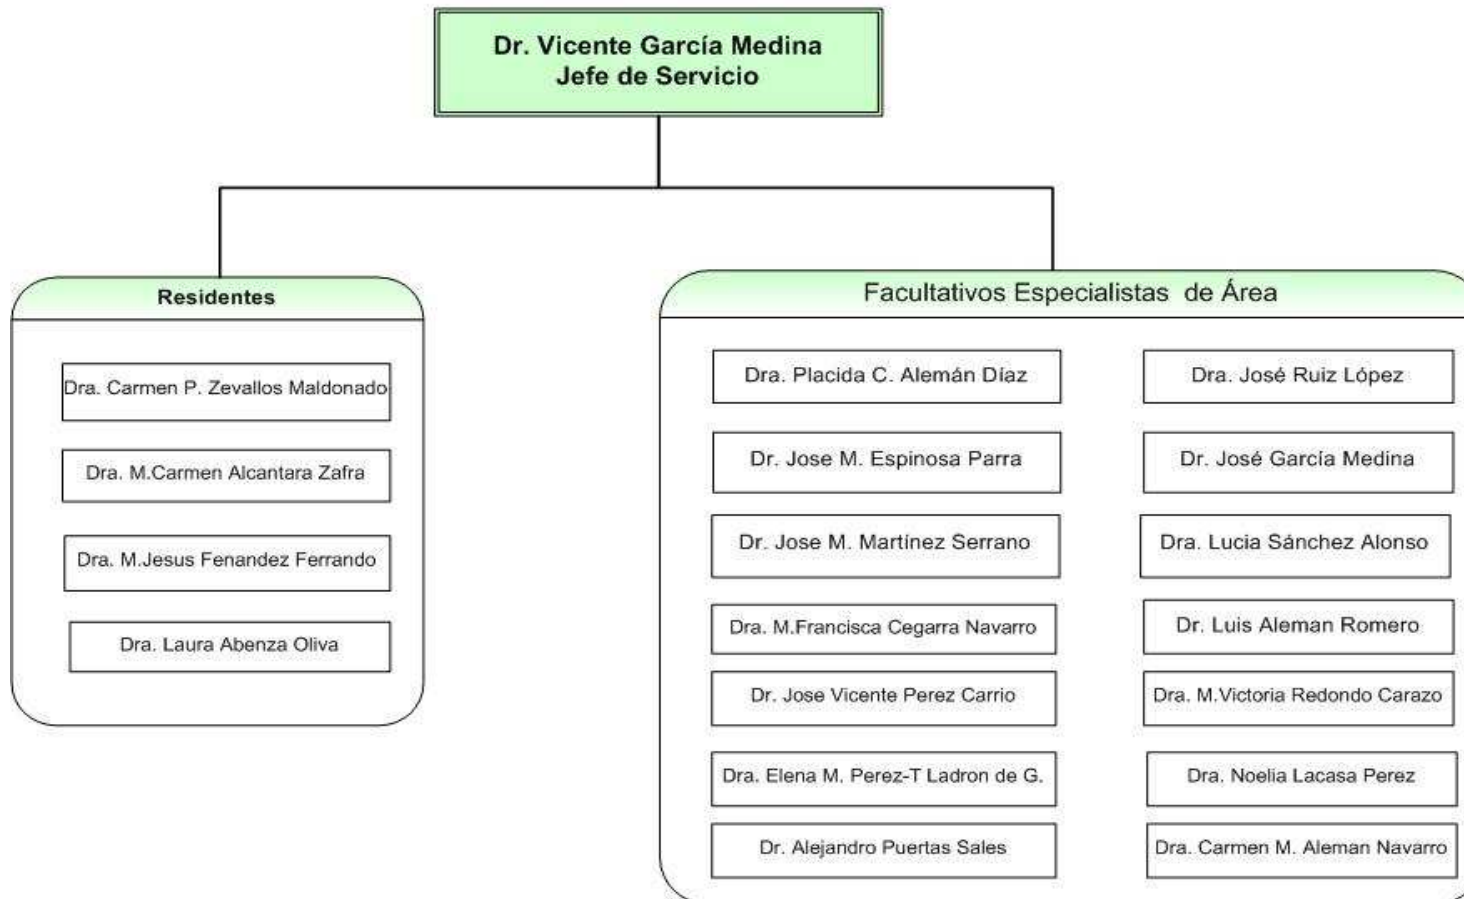 Dr. Vicente García Medina
Jefe de Servicio
Residentes
Dra. Carmen P. Zevallos Maldonado
Dra. M.Carmen Alcantara Zafra
Dra. M.Jesus Fenandez Ferrando
Dra. Laura Abenza Oliva
Facultativos Especialistas de Área
Dra. Placida C. Alemán Díaz
Dra. José Ruiz López
Dr. Jose M. Espinosa Parra
Dr. José García Medina
Dr. Jose M. Martínez Serrano
Dra. Lucia Sánchez Alonso
Dra. M.Francisca Cegarra Navarro
Dr. Luis Aleman Romero
Dr. Jose Vicente Perez Carrio
Dra. M.Victoria Redondo Carazo
Dra. Elena M. Perez-T Ladron de G.
Dra. Noelia Lacasa Perez
Dr. Alejandro Puertas Sales
Dra. Carmen M. Aleman Navarro